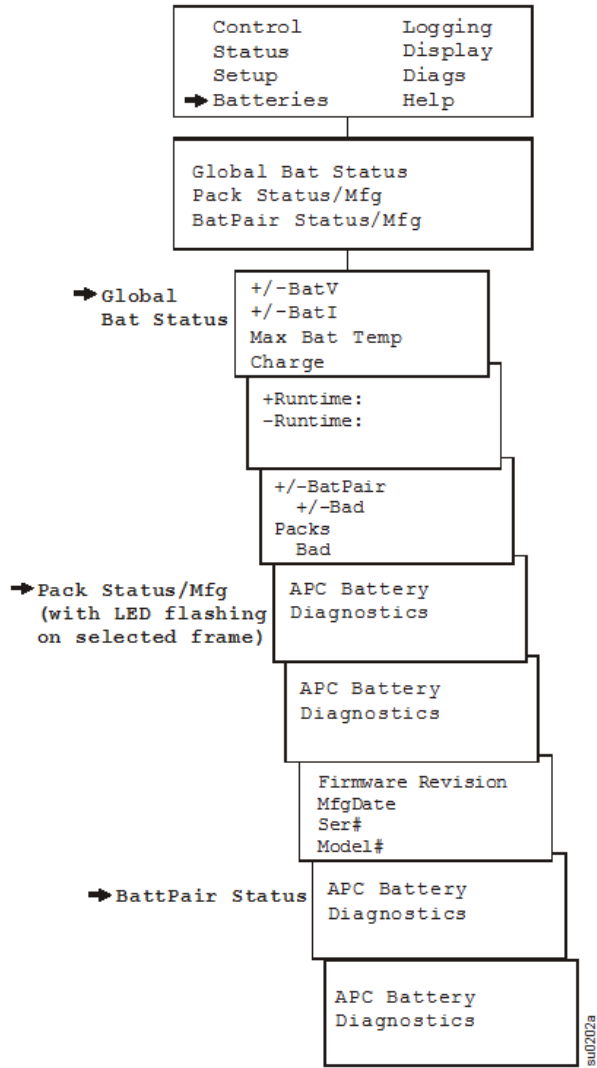 Control Logging
Status Display
Setup Diags
Batteries Help
Global Bat Status
Pack Status/Mfg
BatPair Status/Mfg
Global
Bat Status
+/-BatV
+/-BatI
Max Bat Temp
Charge
+Runtime:
-Runtime:
+/-BatPair
+/-Bad
Packs
Bad
Pack Status/Mfg
(with LED flashing
on selected frame)
APC Battery
Diagnostics
APC Battery
Diagnostics
Firmware Revision
MfgDate
Ser#
Model#
BattPair Status
APC Battery
Diagnostics
APC Battery
Diagnostics
su0202a